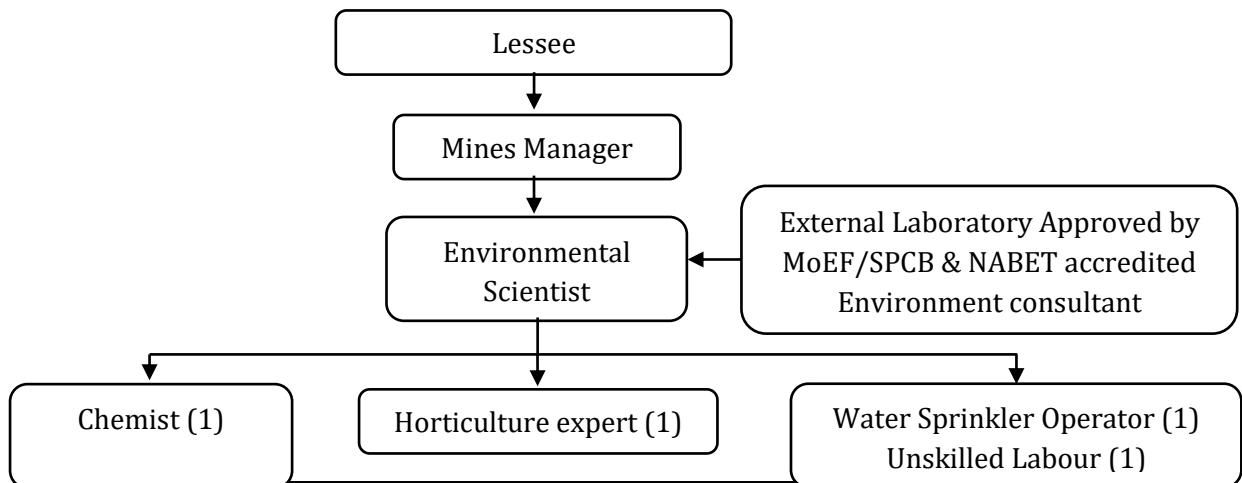 Lessee
Mines Manager
Environmental
Scientist
External Laboratory Approved by
MoEF/SPCB & NABET accredited
Environment consultant
Chemist (1)
Horticulture expert (1)
Water Sprinkler Operator (1)
Unskilled Labour (1)